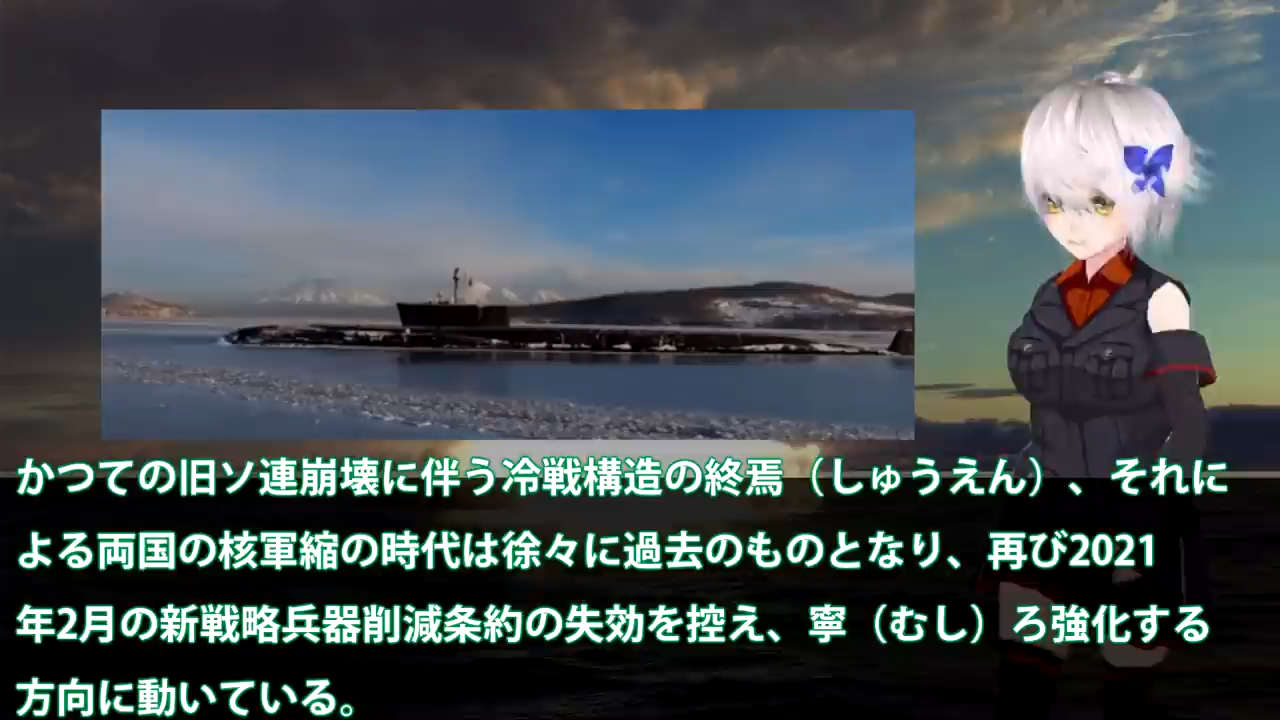 かつての旧ソ連崩壊に伴う冷戦構造の終焉（しゅうえん）、それに
よる両国の核軍縮の時代は徐々に過去のものとなり、再び2021
年2月の新戦略兵器削減条約の失効を控え、寧（むし）ろ強化する
方向に動いている。